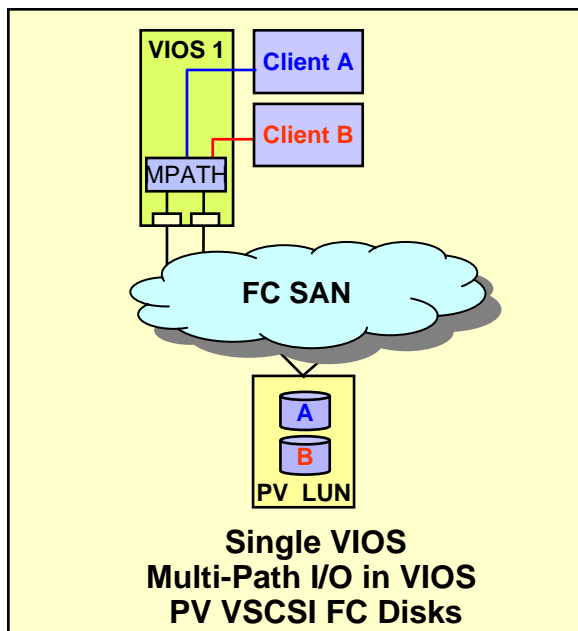 VIOS 1
Client A
Client B
MPATH
FC SAN
A
B
PV LUN
Single VIOS
Multi-Path I/O in VIOS
PV VSCSI FC Disks